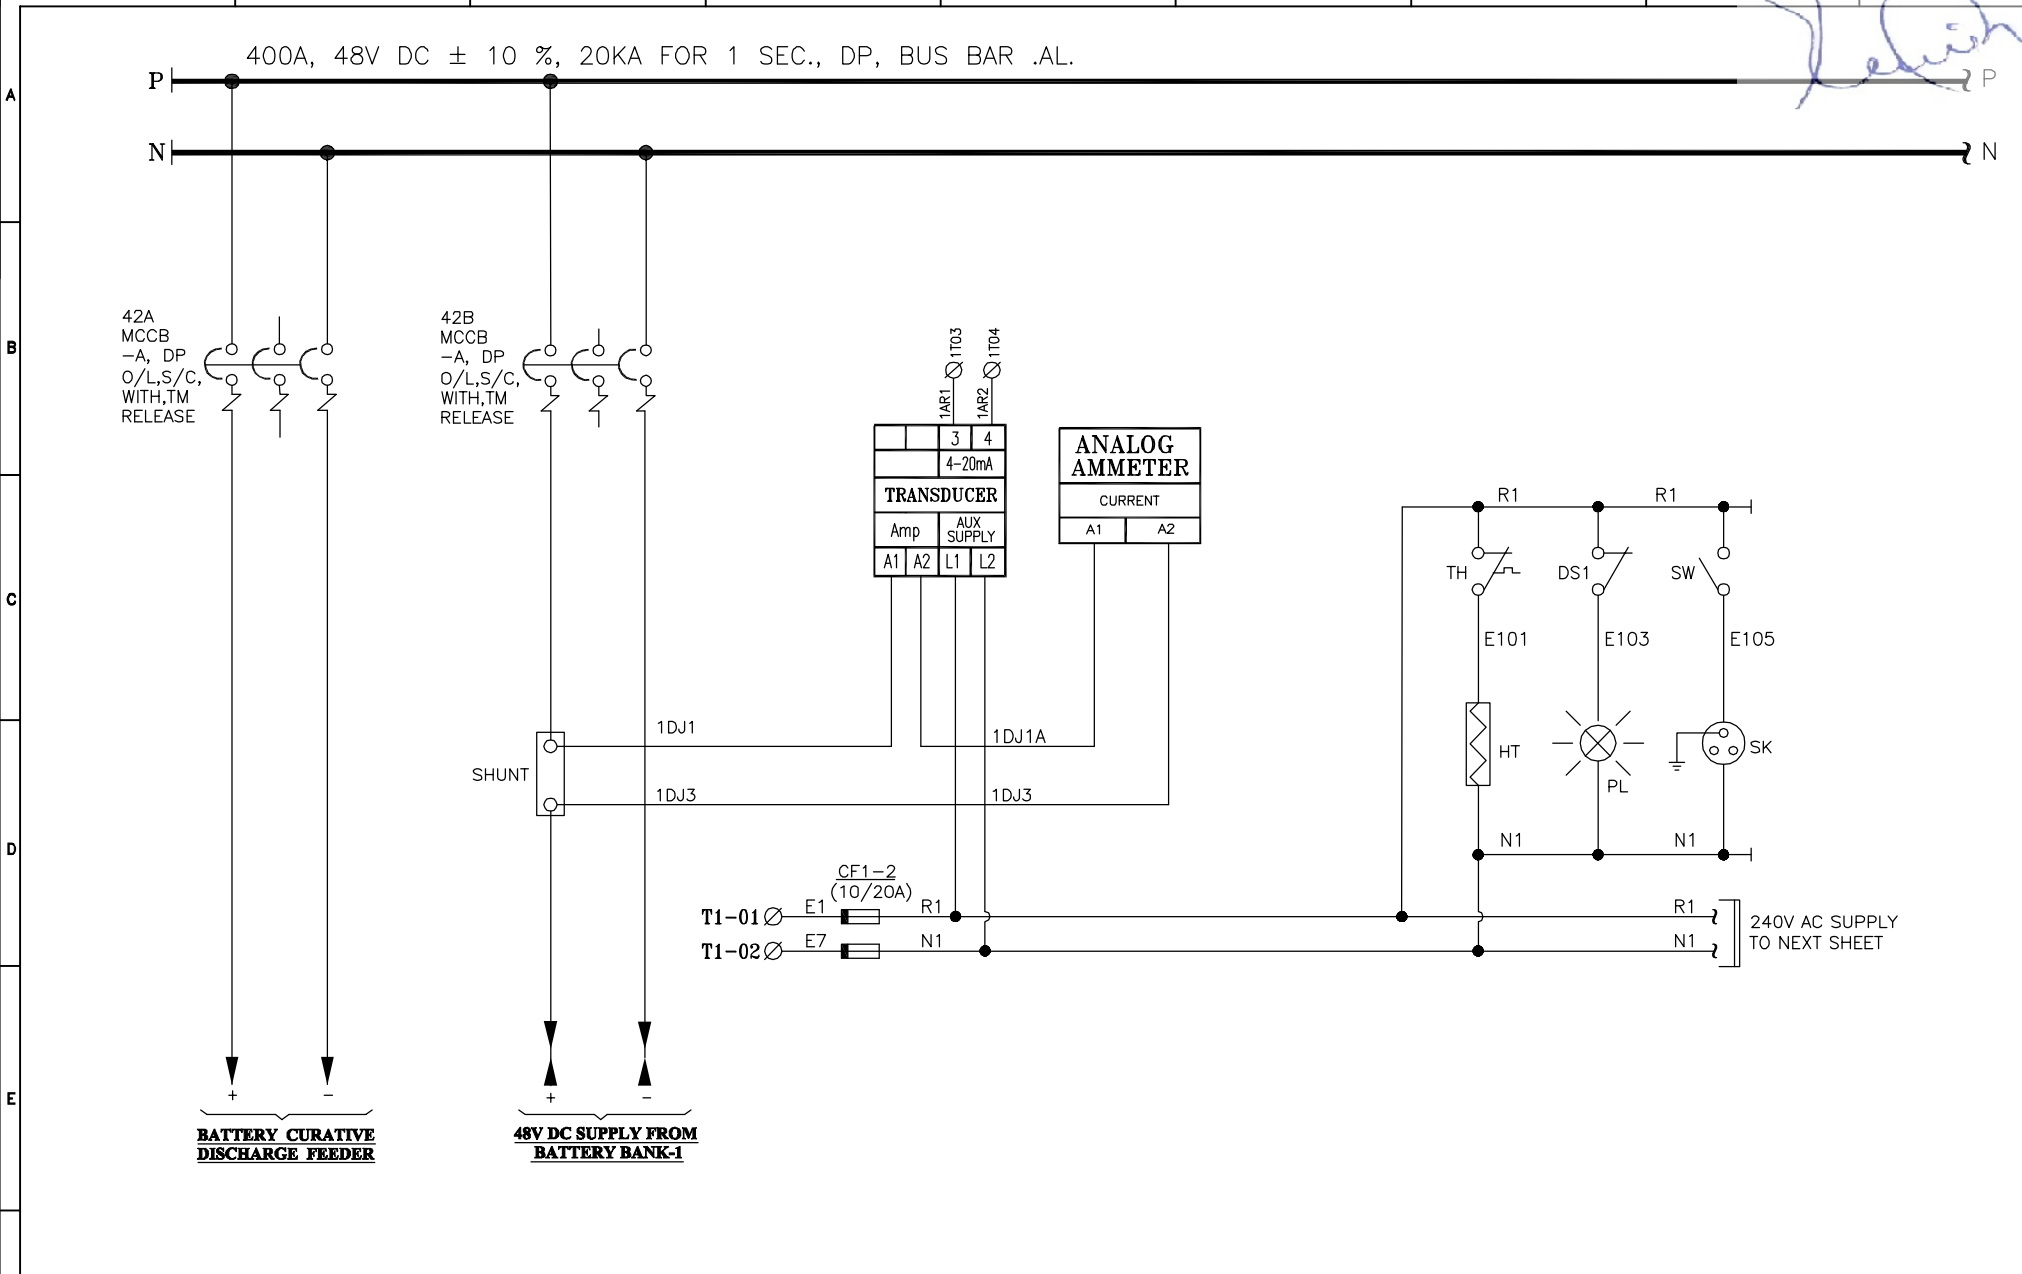 400A, 48V DC ± 10 %, 20KA FOR 1 SEC., DP, BUS BAR .AL.
P
P
A
N
N
42A
MCCB
-A, DP
O/L,S/C,
WITH,TM
RELEASE
42B
MCCB
-A, DP
O/L,S/C,
WITH,TM
RELEASE
B
1T03
1T04
1AR1
1AR2
3
4
4-20mA
TRANSDUCER
Amp
AUX
SUPPLY
A1
A2
L1
L2
ANALOG
AMMETER
CURRENT
A1
A2
R1
R1
TH
DS1
SW
C
E101
E103
E105
1DJ1
1DJ1A
SHUNT
HT
PL
SK
1DJ3
1DJ3
N1
N1
D
CF1-2
(10/20A)
T1-01
E1
R1
R1
T1-02
E7
N1
N1
240V AC SUPPLY
TO NEXT SHEET
E
+
-
+
-
BATTERY CURATIVE
DISCHARGE FEEDER
48V DC SUPPLY FROM
BATTERY BANK-1